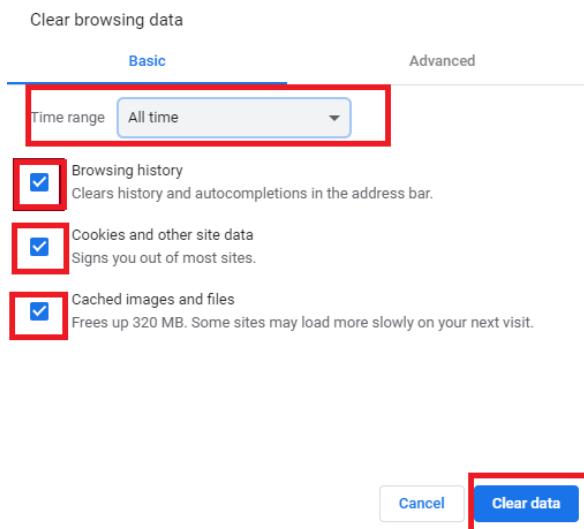 Clear browsing data
Basic Advanced
Time range All time
Browsing history
Clears history and autocompletions in the address bar.
Cookies and other site data
Signs you out of most sites.
Cached images and files
Frees up 320 MB. Some sites may load more slowly on your next visit.
Cancel Clear data